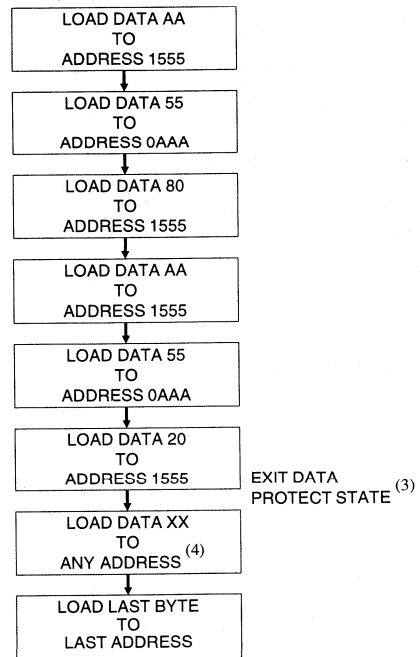 LOAD DATA AA
TO
ADDRESS 1555
LOAD DATA 55
TO
ADDRESS 0AAA
LOAD DATA 80
TO
ADDRESS 1555
LOAD DATA AA
TO
ADDRESS 1555
LOAD DATA 55
TO
ADDRESS 0AAA
LOAD DATA 20
TO
ADDRESS 1555
EXIT DATA
PROTECT STATE (3)
LOAD DATA XX
TO
ANY ADDRESS (4)
LOAD LAST BYTE
TO
LAST ADDRESS